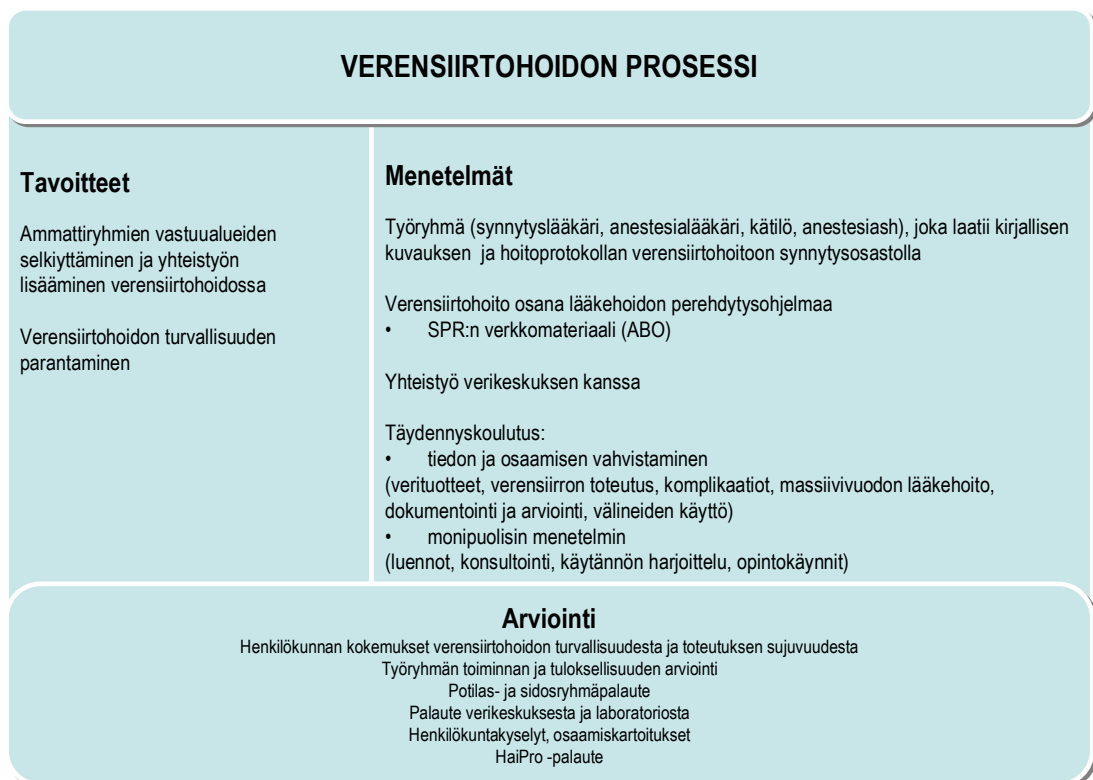 VERENSIIRTOHOIDON PROSESSI
Tavoitteet
Ammattiryhmien vastuualueiden
selkiyttäminen ja yhteistyön
lisääminen verensiirtohoidossa
Verensiirtohoidon turvallisuuden
parantaminen
Menetelmät
Työryhmä (synnytyslääkäri, anestesialääkäri, kätilö, anestesiash), joka laatii kirjallisen
kuvauksen ja hoitoprotokollan verensiirtohoitoon synnytysosastolla
Verensiirtohoito osana lääkehoidon perehdytysohjelmaa
• SPR:n verkkomateriaali (ABO)
Yhteistyö verikeskuksen kanssa
Täydennyskoulutus:
• tiedon ja osaamisen vahvistaminen
(verituotteet, verensiirron toteutus, komplikaatiot, massiivivuodon lääkehoito,
dokumentointi ja arviointi, välineiden käyttö)
• monipuolisin menetelmin
(luennot, konsultointi, käytännön harjoittelu, opintokäynnit)
Arviointi
Henkilökunnan kokemukset verensiirtohoidon turvallisuudesta ja toteutuksen sujuvuudesta
Työryhmän toiminnan ja tuloksellisuuden arviointi
Potilas- ja sidosryhmäpalaute
Palaute verikeskuksesta ja laboratoriosta
Henkilökuntakyselyt, osaamiskartoitukset
HaiPro -palaute